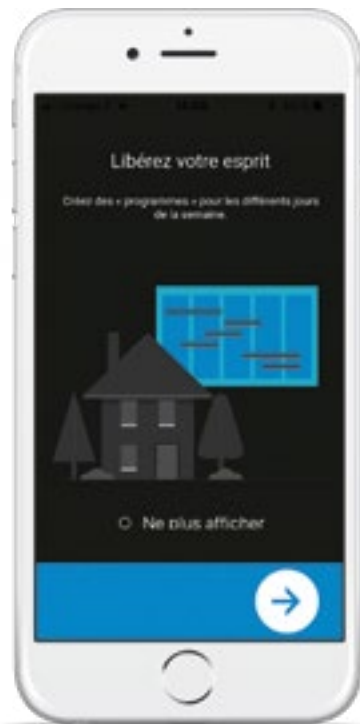 Libérez votre esprit
Créez des « programmes » pour les différents jours
de la semaine.
Ne plus afficher